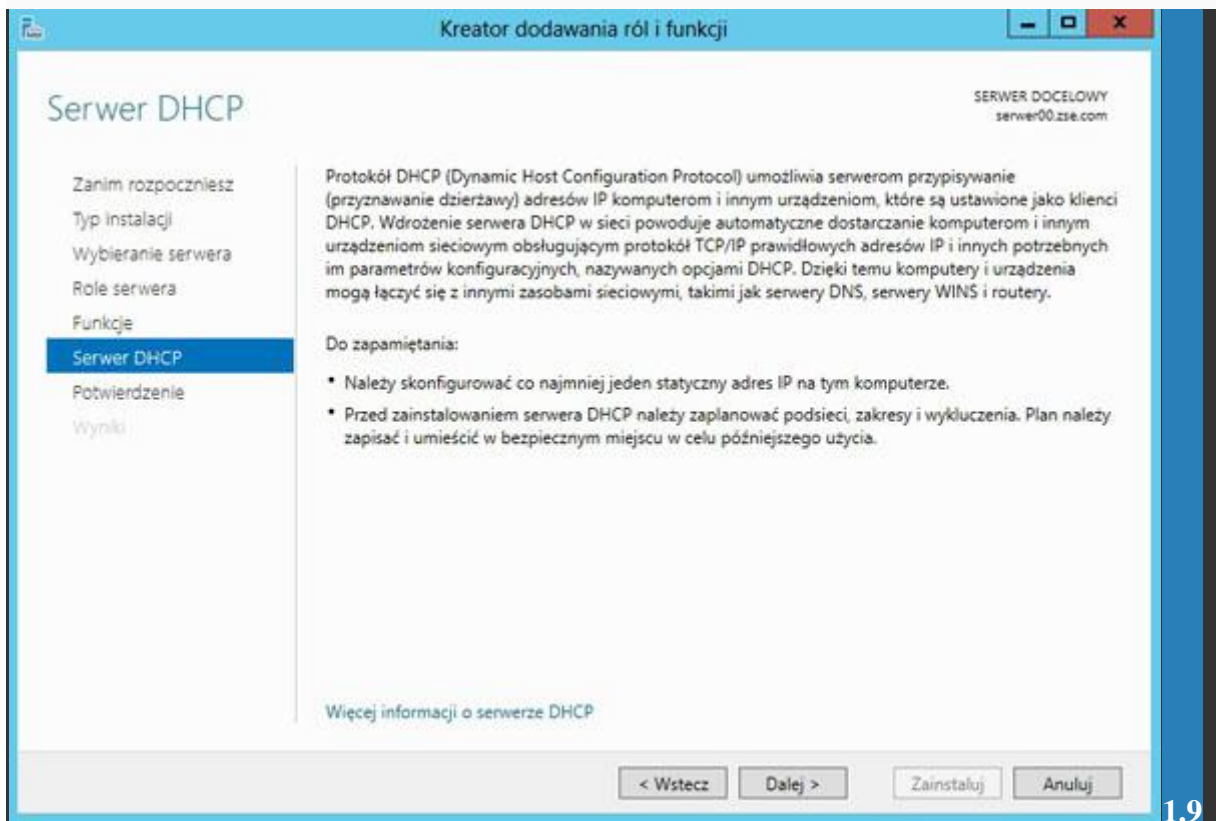 Kreator dodawania ról i funkcji
Serwer DHCP
SERWER DOCELOWY
serwer00.zse.com
Zanim rozpoczniesz
Typ instalacji
Wybieranie serwera
Role serwera
Funkcje
Serwer DHCP
Potwierdzenie
Wyniki
Protokół DHCP (Dynamic Host Configuration Protocol) umożliwia serwerom przypisywanie
(przyznawanie dzierżawy) adresów IP komputerom i innym urządzeniom, które są ustawione jako klienci
DHCP. Wdrożenie serwera DHCP w sieci powoduje automatyczne dostarczanie komputerom i innym
urządzeniom sieciowym obsługującym protokół TCP/IP prawidłowych adresów IP i innych potrzebnych
im parametrów konfiguracyjnych, nazywanych opcjami DHCP. Dzięki temu komputery i urządzenia
mogą łączyć się z innymi zasobami sieciowymi, takimi jak serwery DNS, serwery WINS i routery.
Do zapamiętania:
• Należy skonfigurować co najmniej jeden statyczny adres IP na tym komputerze.
• Przed zainstalowaniem serwera DHCP należy zaplanować podsieci, zakresy i wykluczenia. Plan należy
zapisać i umieścić w bezpiecznym miejscu w celu późniejszego użycia.
Więcej informacji o serwerze DHCP
< Wstecz
Dalej >
Zainstaluj
Anuluj
1.9